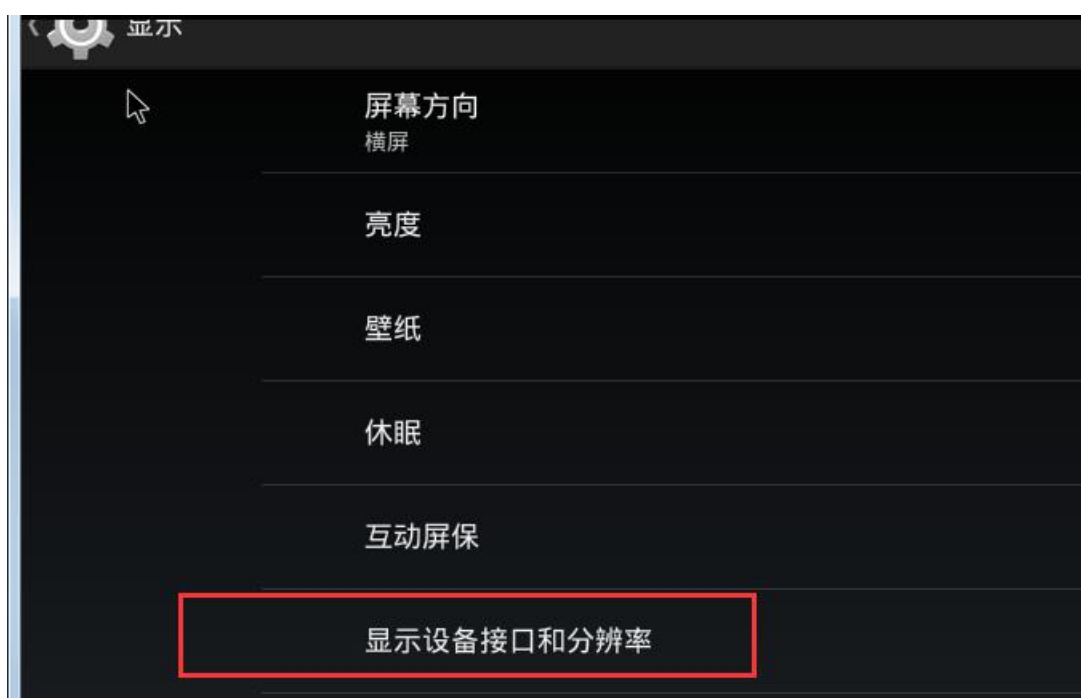 显示
屏幕方向
横屏
亮度
壁纸
休眠
互动屏保
显示设备接口和分辨率